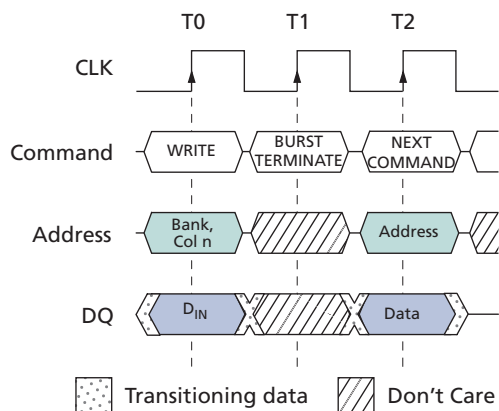 T0 T1 T2
CLK
Command WRITE BURST TERMINATE NEXT COMMAND
Address Bank, Col n Address
DQ DIN Data
Transitioning data Don't Care